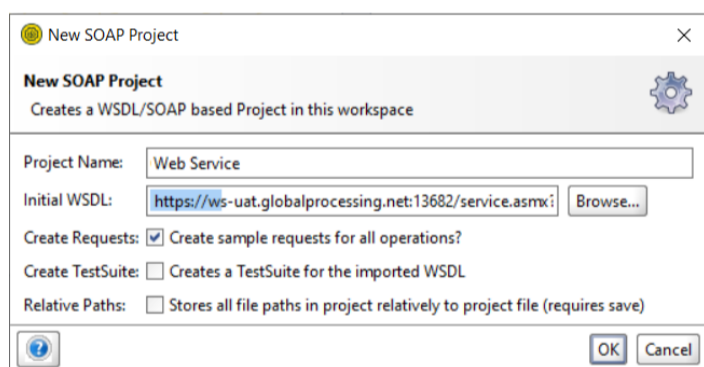 New SOAP Project
New SOAP Project
Creates a WSDL/SOAP based Project in this workspace
Project Name: Web Service
Initial WSDL: https://ws-uat.globalprocessing.net:13682/service.asmx? Browse...
Create Requests: Create sample requests for all operations?
Create TestSuite: Creates a TestSuite for the imported WSDL
Relative Paths: Stores all file paths in project relatively to project file (requires save)
? OK Cancel